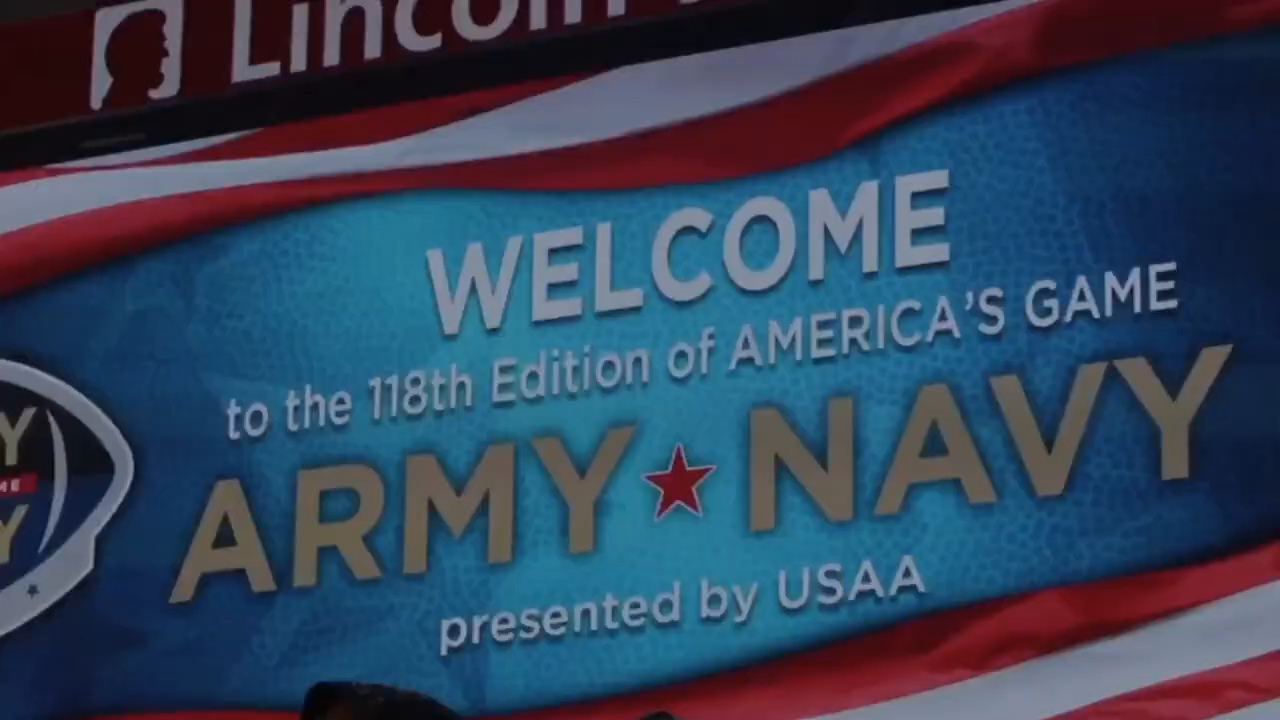 Lincoln
WELCOME
to the 118th Edition of AMERICA'S GAME
ARMY NAVY
presented by USAA